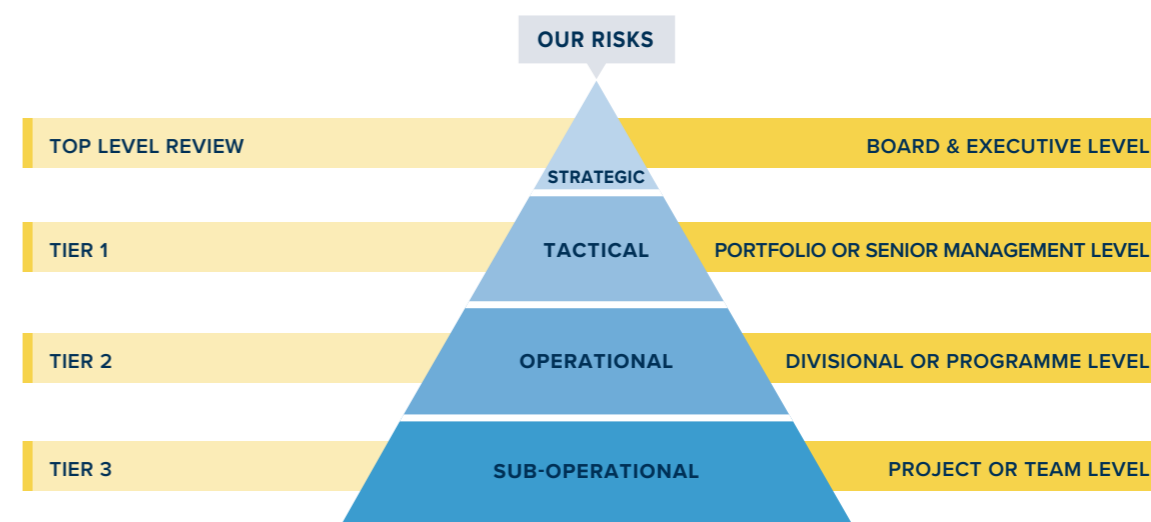 OUR RISKS
TOP LEVEL REVIEW
BOARD & EXECUTIVE LEVEL
STRATEGIC
TIER 1
TACTICAL
PORTFOLIO OR SENIOR MANAGEMENT LEVEL
TIER 2
OPERATIONAL
DIVISIONAL OR PROGRAMME LEVEL
TIER 3
SUB-OPERATIONAL
PROJECT OR TEAM LEVEL